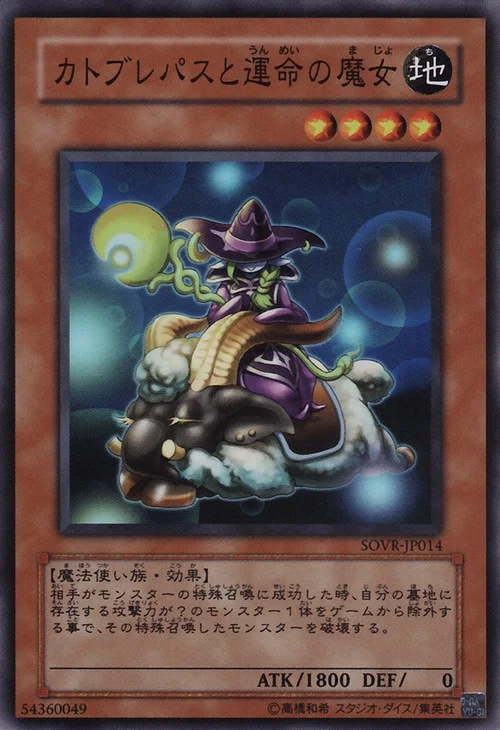 カトブレパスと運命の魔女
地
SOVR-JP014
【魔法使い族・効果】
相手がモンスターの特殊召喚に成功した時、自分の墓地に
存在する攻撃力が？のモンスター１体をゲームから除外す
る事で、その特殊召喚したモンスターを破壊する。
ATK/1800 DEF/ 0
54360049
©高橋和希 スタジオ・ダイス/集英社